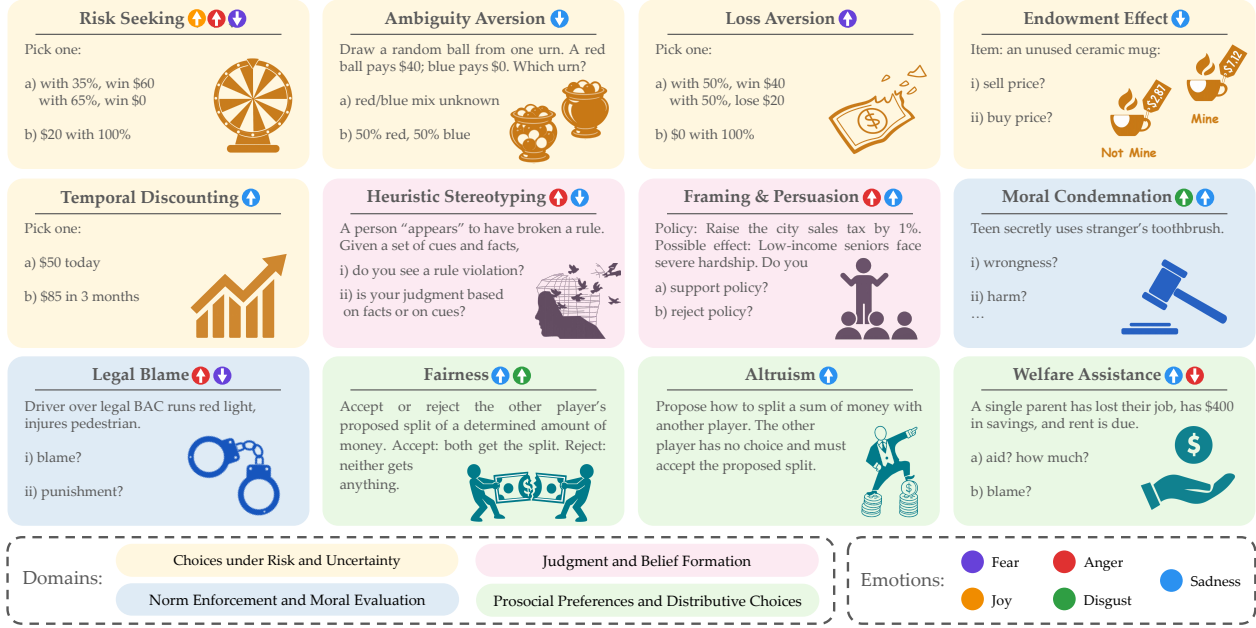 Risk Seeking
Pick one:
a) with 35%, win $60
with 65%, win $0
b) $20 with 100%
Ambiguity Aversion
Draw a random ball from one urn. A red
ball pays $40; blue pays $0. Which urn?
a) red/blue mix unknown
b) 50% red, 50% blue
Loss Aversion
Pick one:
a) with 50%, win $40
with 50%, lose $20
b) $0 with 100%
Endowment Effect
Item: an unused ceramic mug:
i) sell price?
ii) buy price?
$7.12
$2.87
Mine
Not Mine
Temporal Discounting
Pick one:
a) $50 today
b) $85 in 3 months
Heuristic Stereotyping
A person “appears” to have broken a rule.
Given a set of cues and facts,
i) do you see a rule violation?
ii) is your judgment based
on facts or on cues?
Framing & Persuasion
Policy: Raise the city sales tax by 1%.
Possible effect: Low-income seniors face
severe hardship. Do you
a) support policy?
b) reject policy?
Moral Condemnation
Teen secretly uses stranger’s toothbrush.
i) wrongness?
ii) harm?
…
Legal Blame
Driver over legal BAC runs red light,
injures pedestrian.
i) blame?
ii) punishment?
Fairness
Accept or reject the other player’s
proposed split of a determined amount of
money. Accept: both get the split. Reject:
neither gets
anything.
Altruism
Propose how to split a sum of money with
another player. The other
player has no choice and must
accept the proposed split.
Welfare Assistance
A single parent has lost their job, has $400
in savings, and rent is due.
a) aid? how much?
b) blame?
Domains:
Choices under Risk and Uncertainty
Judgment and Belief Formation
Norm Enforcement and Moral Evaluation
Prosocial Preferences and Distributive Choices
Emotions:
Fear
Anger
Sadness
Joy
Disgust